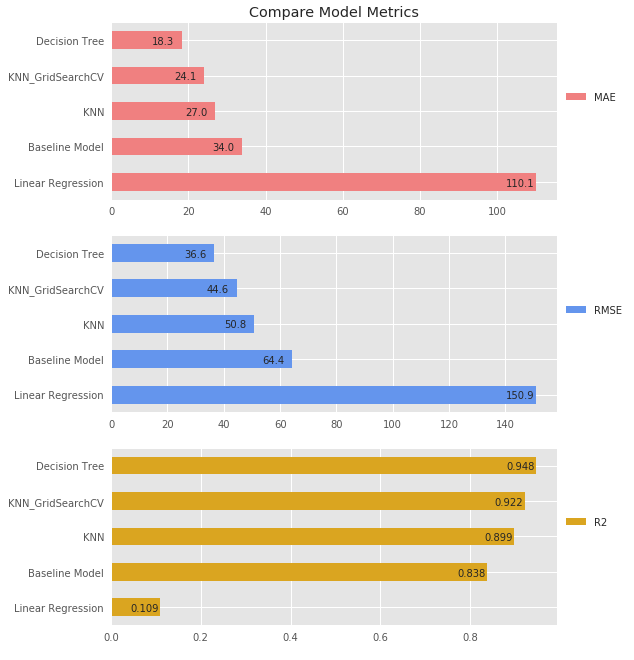 Compare Model Metrics
Decision Tree 18.3
KNN_GridSearchCV 24.1
KNN 27.0
MAE
Baseline Model 34.0
Linear Regression 110.1
0 20 40 60 80 100
Decision Tree 36.6
KNN_GridSearchCV 44.6
KNN 50.8
RMSE
Baseline Model 64.4
Linear Regression 150.9
0 20 40 60 80 100 120 140
Decision Tree 0.948
KNN_GridSearchCV 0.922
KNN 0.899
R2
Baseline Model 0.838
Linear Regression 0.109
0.0 0.2 0.4 0.6 0.8